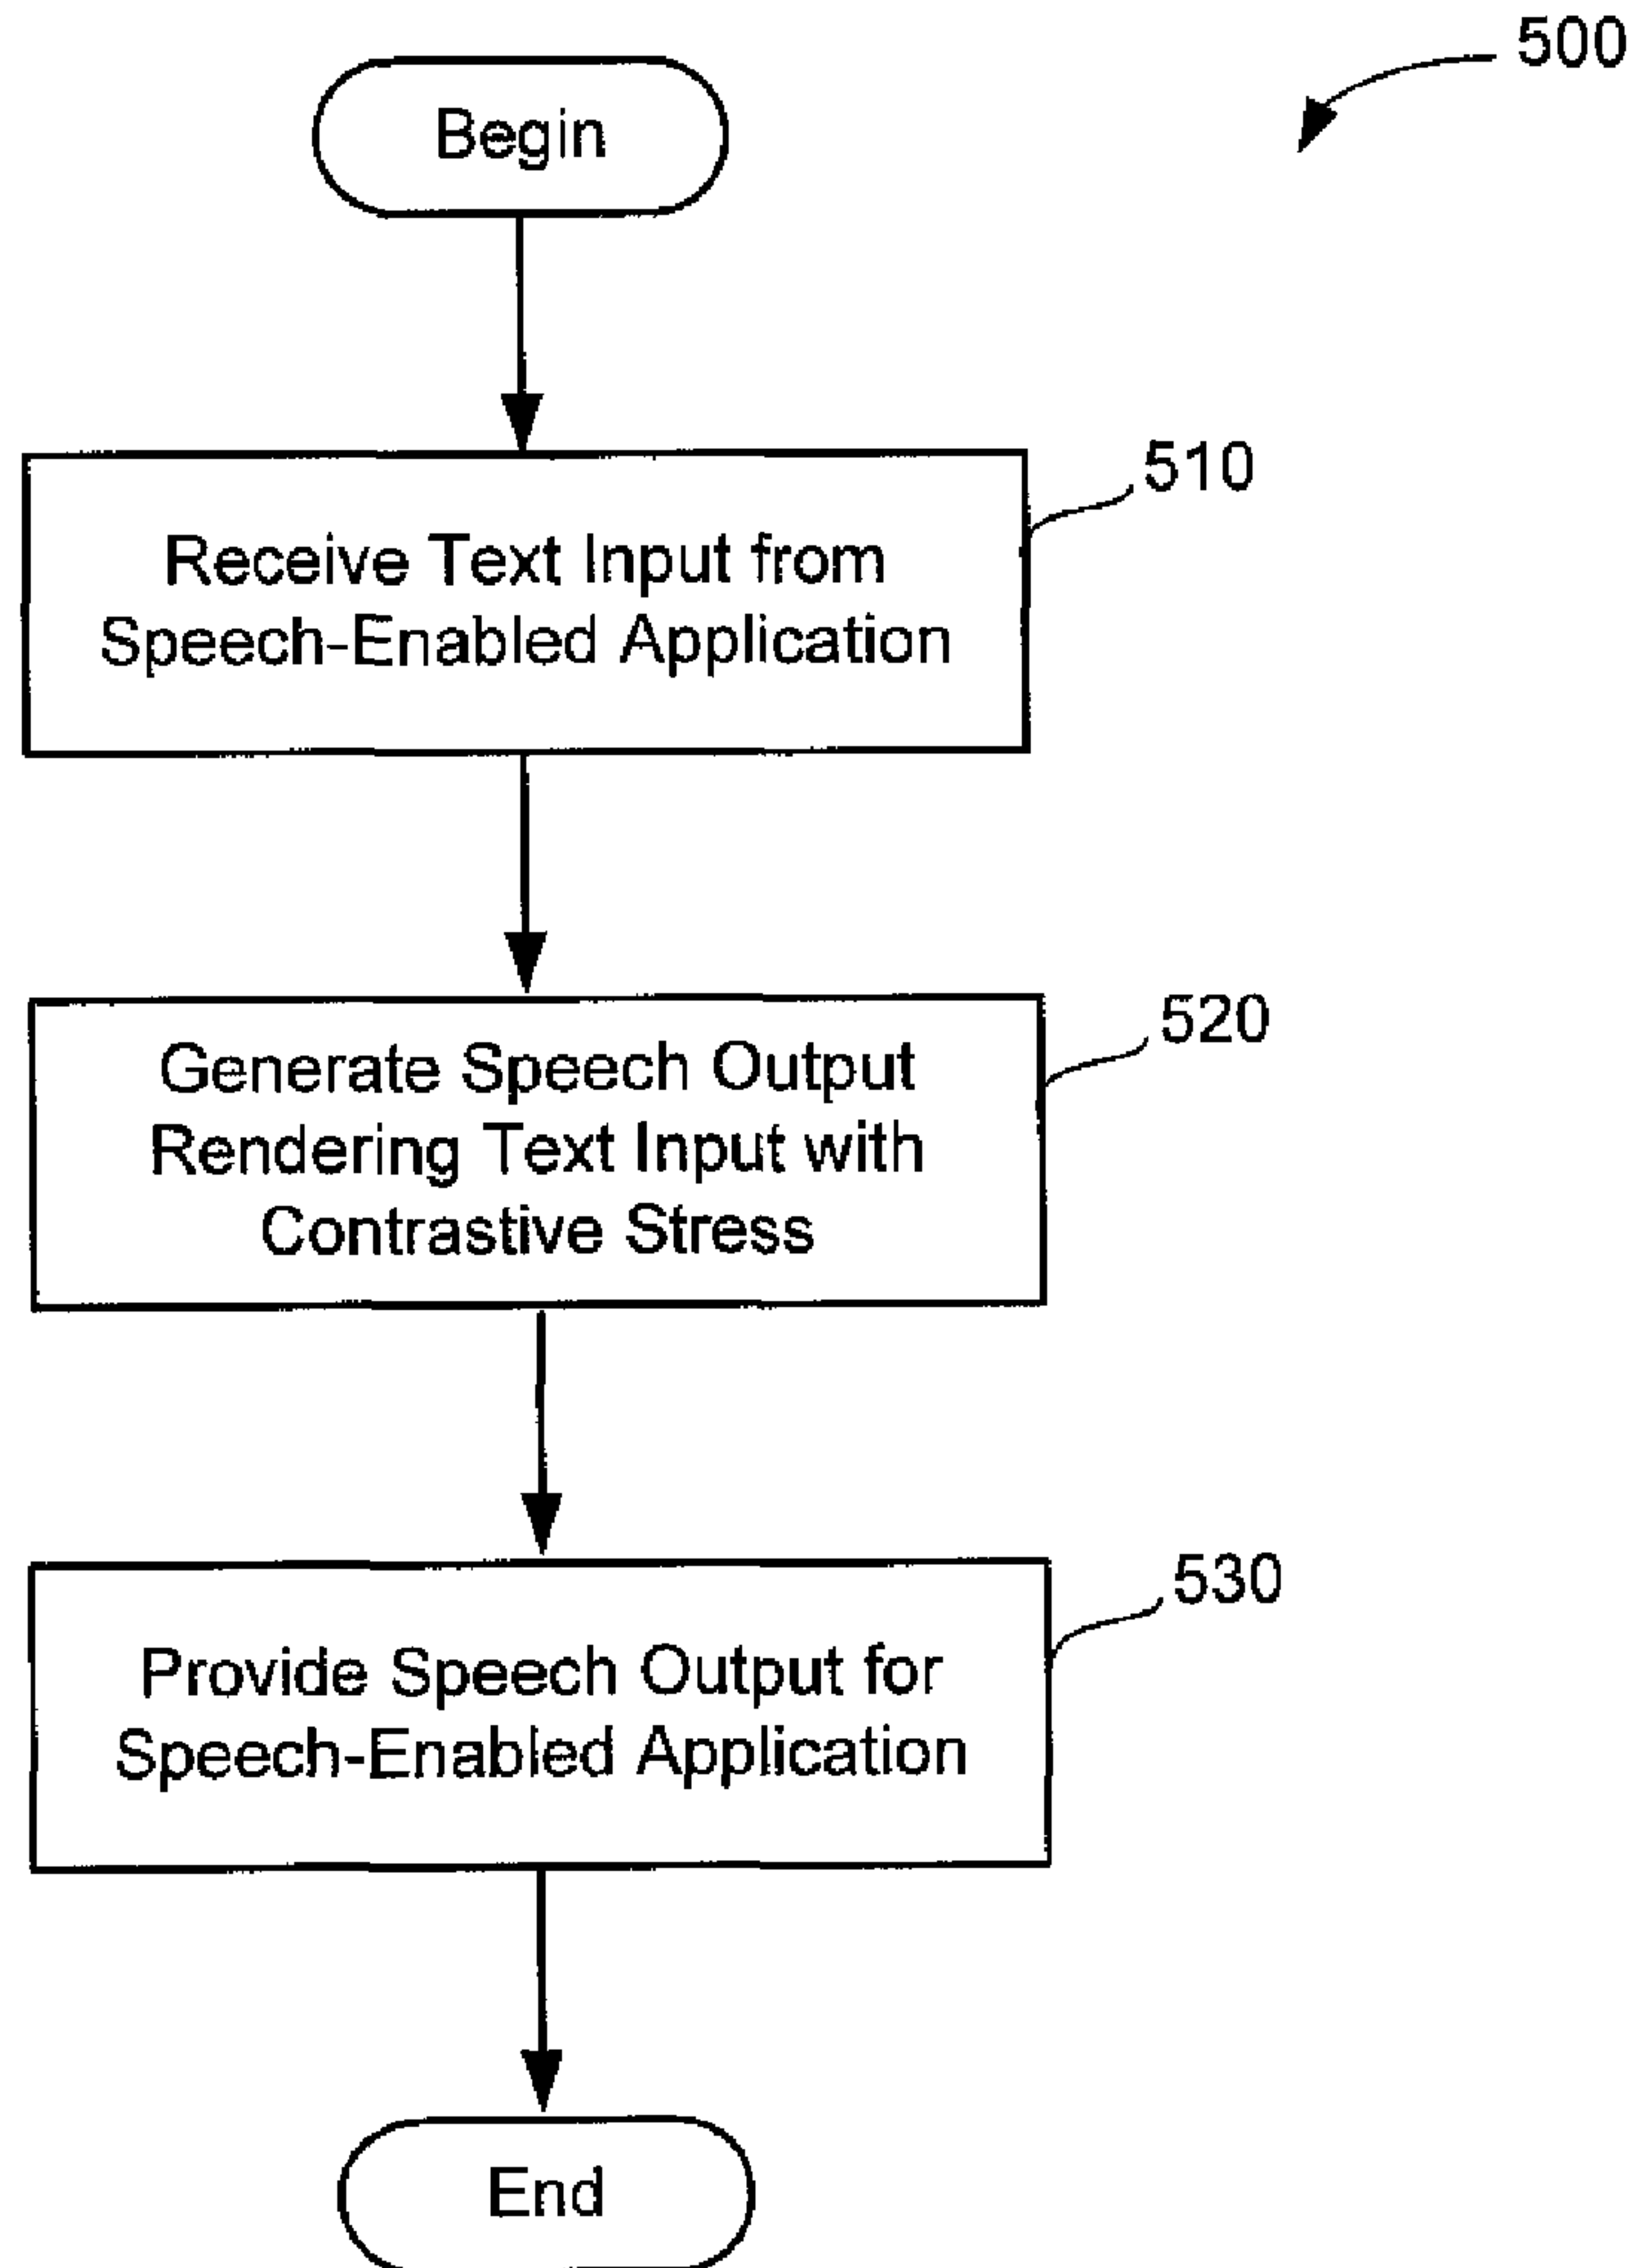 500
Begin
510
Receive Text Input from
Speech-Enabled Application
520
Generate Speech Output
Rendering Text Input with
Contrastive Stress
530
Provide Speech Output for
Speech-Enabled Application
End